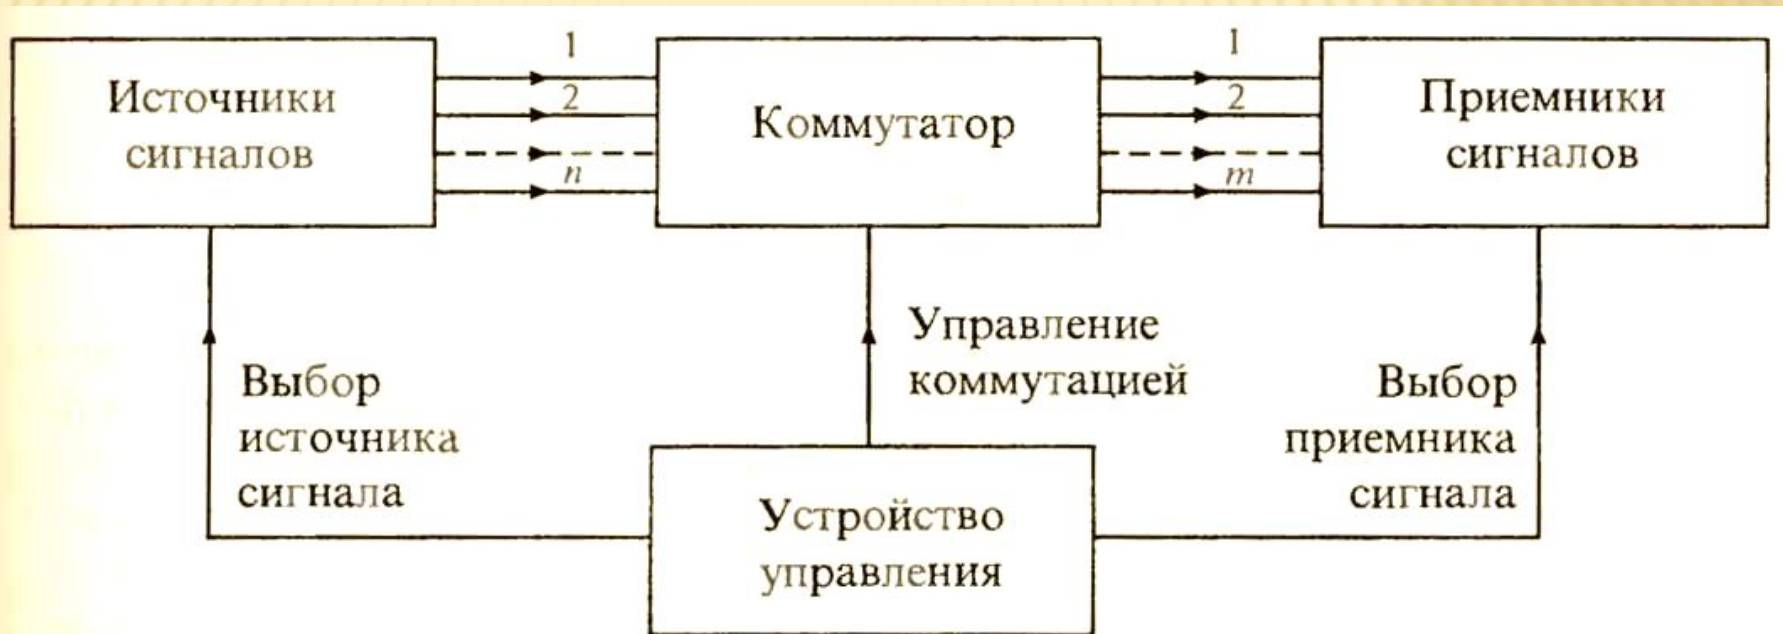 Источники
сигналов
1
2
n
Коммутатор
1
2
m
Приемники
сигналов
Выбор
источника
сигнала
Управление
коммутацией
Выбор
приемника
сигнала
Устройство
управления